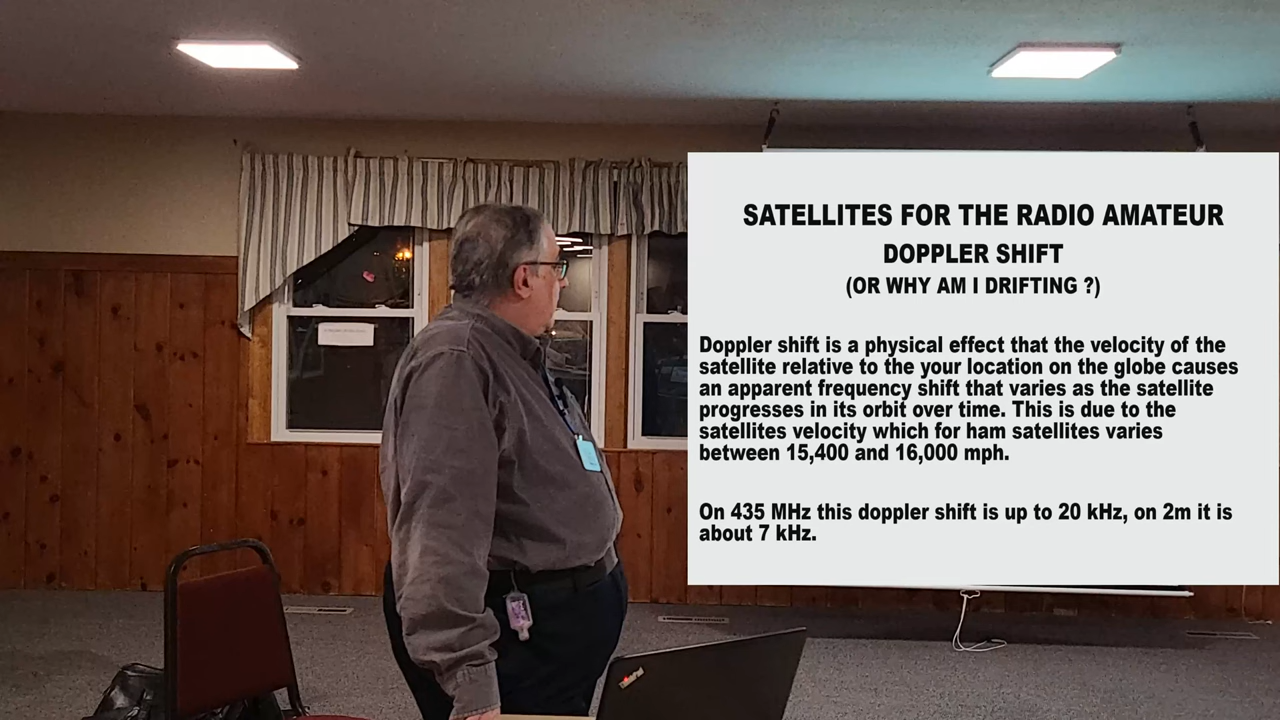 SATELLITES FOR THE RADIO AMATEUR
DOPPLER SHIFT
(OR WHY AM I DRIFTING ?)
Doppler shift is a physical effect that the velocity of the
satellite relative to the your location on the globe causes
an apparent frequency shift that varies as the satellite
progresses in its orbit over time. This is due to the
satellites velocity which for ham satellites varies
between 15,400 and 16,000 mph.
On 435 MHz this doppler shift is up to 20 kHz, on 2m it is
about 7 kHz.
ThinkPad